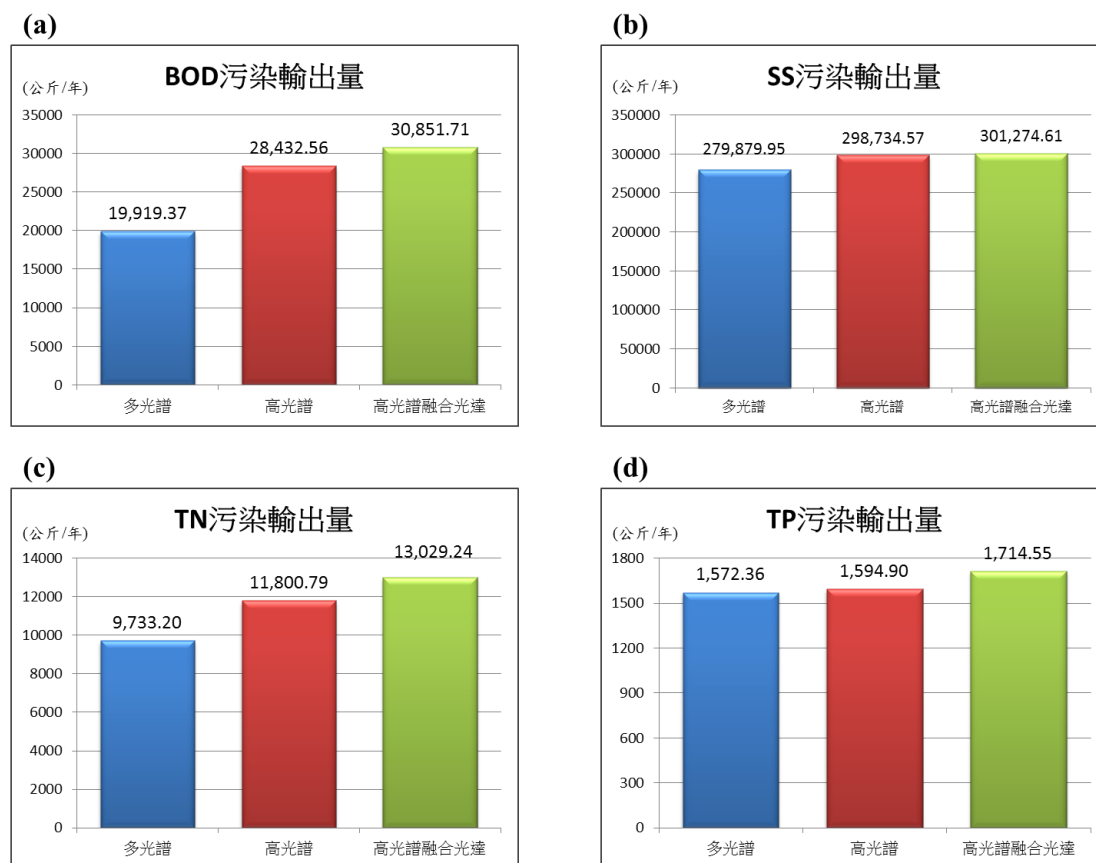 (a)
BOD污染輸出量
(公斤/年)
35000
30000
25000
20000
15000
10000
5000
0
19,919.37
28,432.56
30,851.71
多光譜
高光譜
高光譜融合光達
(b)
SS污染輸出量
(公斤/年)
350000
300000
250000
200000
150000
100000
50000
0
279,879.95
298,734.57
301,274.61
多光譜
高光譜
高光譜融合光達
(c)
TN污染輸出量
(公斤/年)
14000
12000
10000
8000
6000
4000
2000
0
9,733.20
11,800.79
13,029.24
多光譜
高光譜
高光譜融合光達
(d)
TP污染輸出量
(公斤/年)
1800
1500
1200
900
600
300
0
1,572.36
1,594.90
1,714.55
多光譜
高光譜
高光譜融合光達